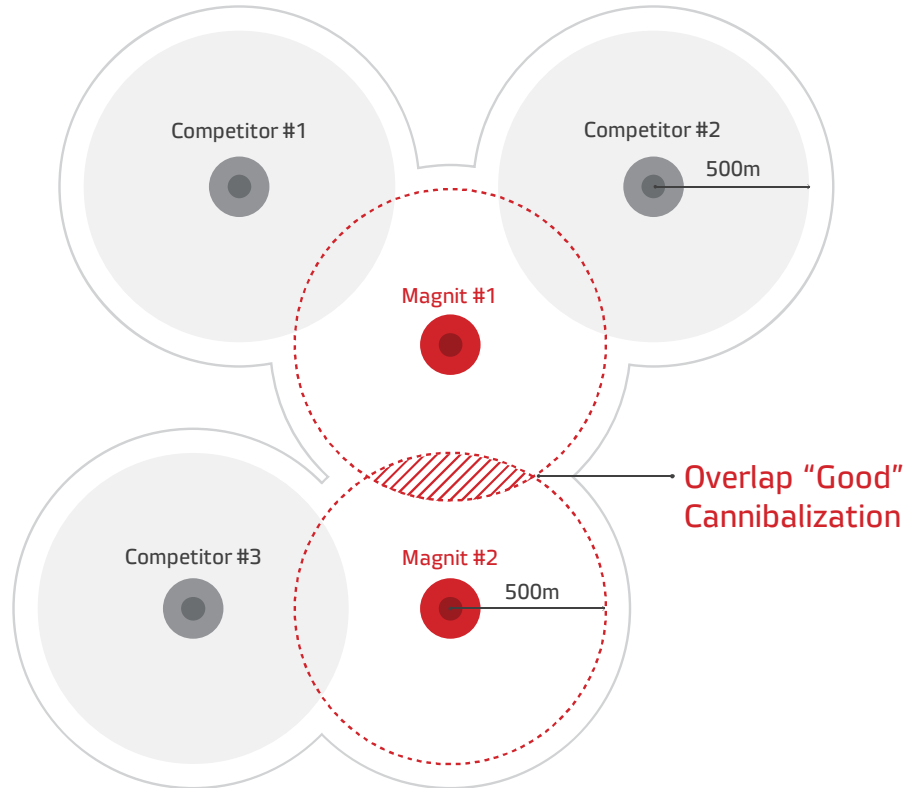 Competitor #1
Competitor #2
500m
Magnit #1
Overlap “Good”
Cannibalization
Competitor #3
Magnit #2
500m